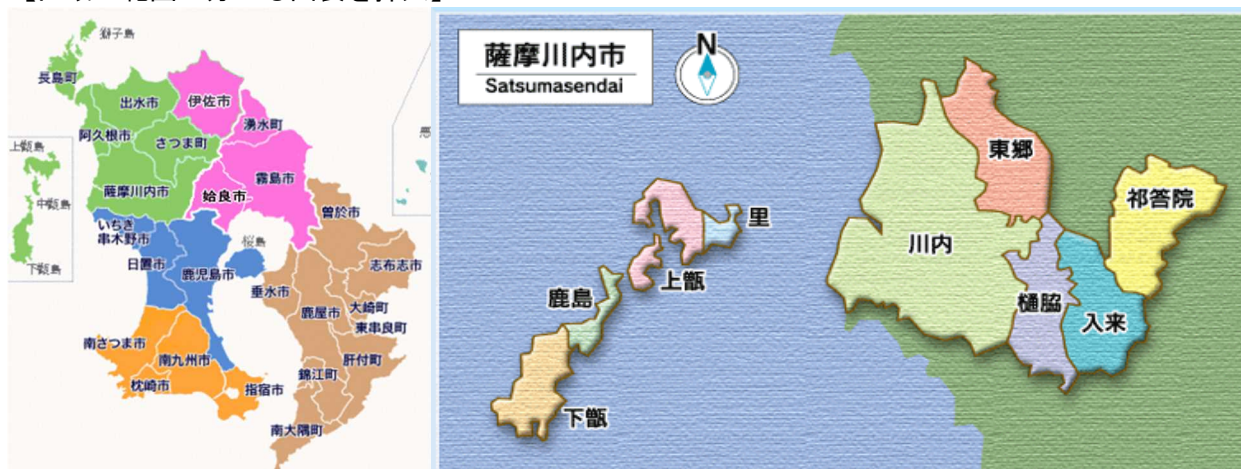 獅子島
長島町
出水市
伊佐市
湧水町
阿久根市
さつま町
上甑島
中甑島
下甑島
薩摩川内市
姶良市
霧島市
曽於市
いちき
串木野市
桜島
日置市
鹿児島市
志布志市
垂水市
鹿屋市
大崎町
東串良町
南さつま市
南九州市
肝付町
錦江町
枕崎市
指宿市
南大隅町
薩摩川内市
Satsumasendai
N
東郷
祁答院
里
川内
上甑
鹿島
樋脇
入来
下甑